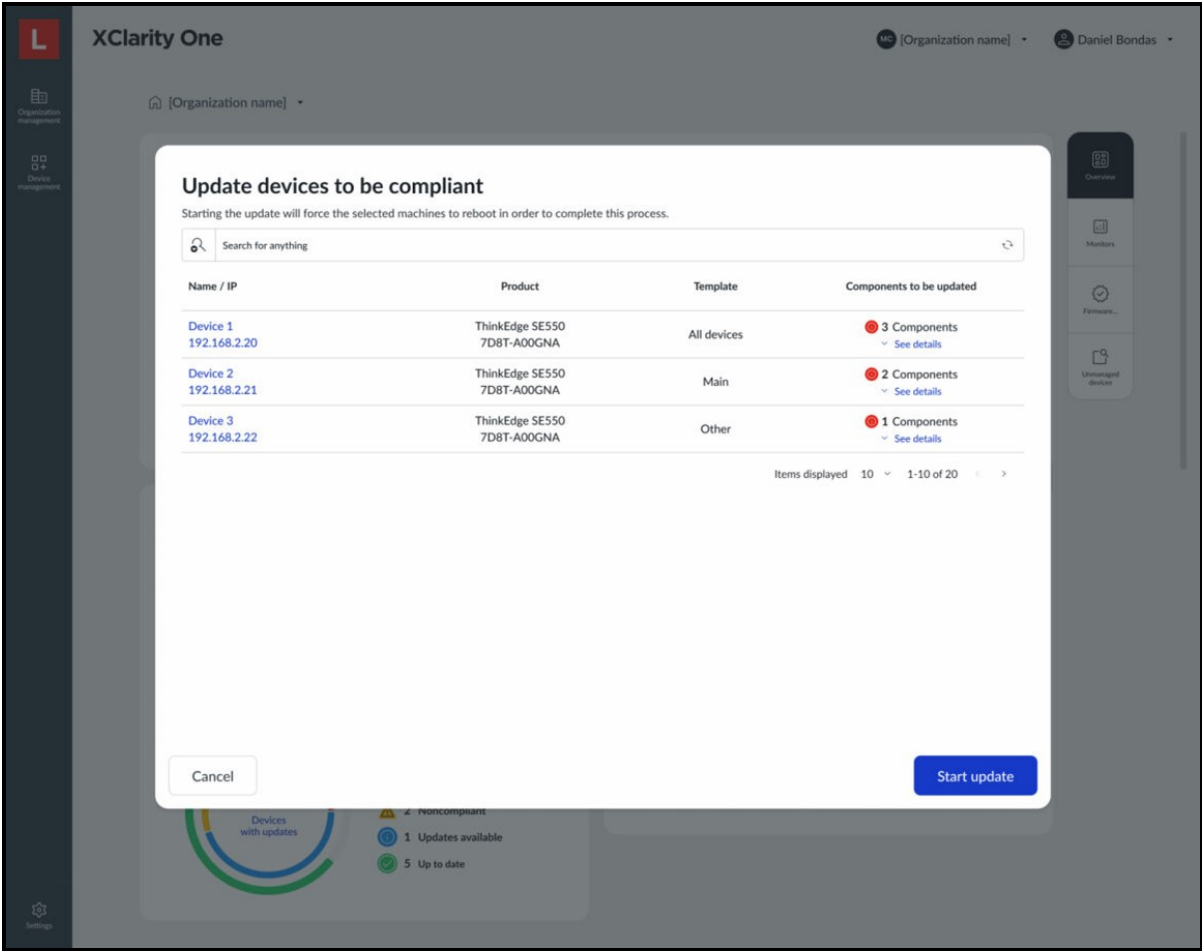 L
XClarity One
MC [Organization name]
Daniel Bondas
Organization
management
[Organization name]
Device
management
Overview
Monitors
Firmware...
Unmanaged
devices
Update devices to be compliant
Starting the update will force the selected machines to reboot in order to complete this process.
Search for anything
Name / IP Product Template Components to be updated
Device 1 ThinkEdge SE550 All devices 3 Components
192.168.2.20 7D8T-A00GNA See details
Device 2 ThinkEdge SE550 Main 2 Components
192.168.2.21 7D8T-A00GNA See details
Device 3 ThinkEdge SE550 Other 1 Components
192.168.2.22 7D8T-A00GNA See details
Items displayed 10 1-10 of 20
Cancel Start update
Devices
with updates
2 Noncompliant
1 Updates available
5 Up to date
Settings